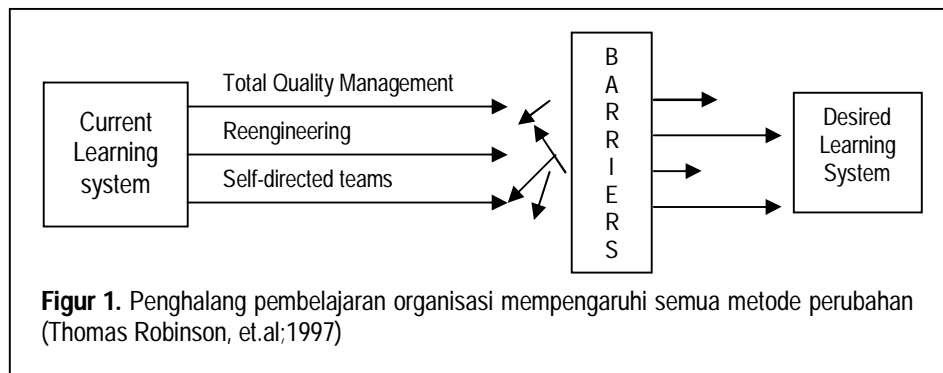 Current
Learning
system
Total Quality Management
Reengineering
Self-directed teams
B
A
R
R
I
E
R
S
Desired
Learning
System
Figur 1. Penghalang pembelajaran organisasi mempengaruhi semua metode perubahan
(Thomas Robinson, et.al;1997)